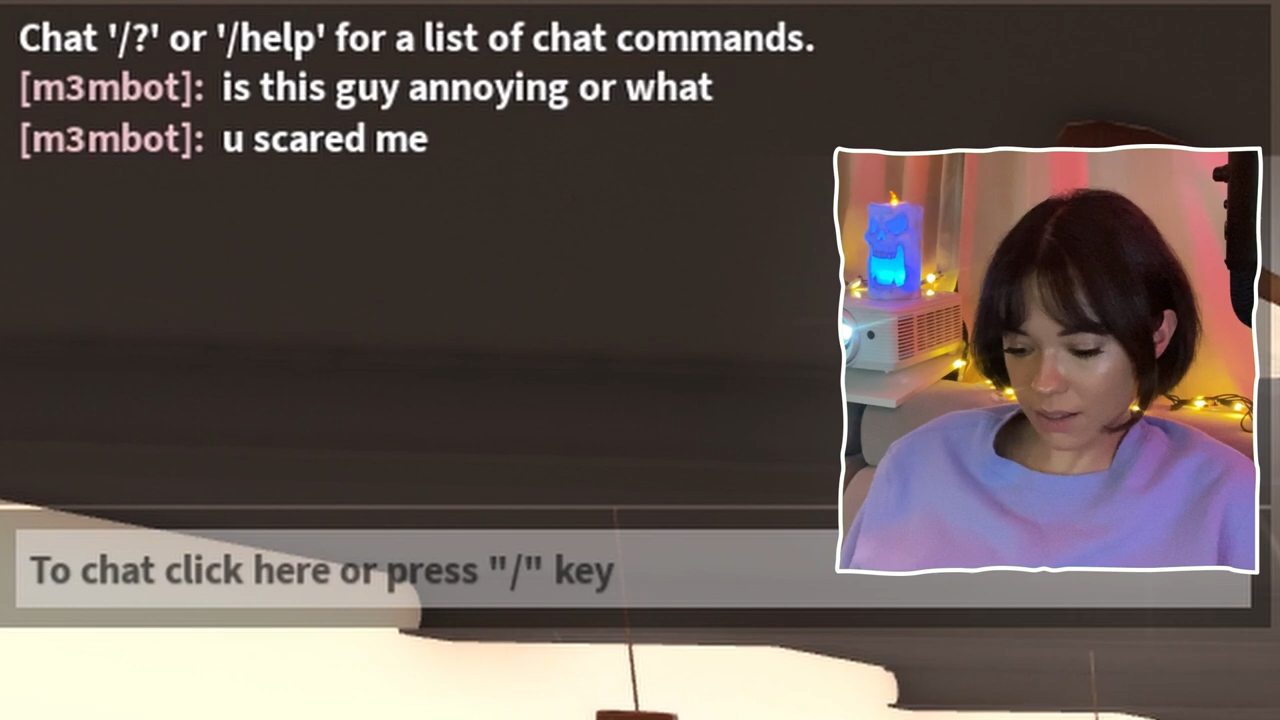 Chat '/?' or '/help' for a list of chat commands.
[m3mbot]: is this guy annoying or what
[m3mbot]: u scared me
To chat click here or press "/" key